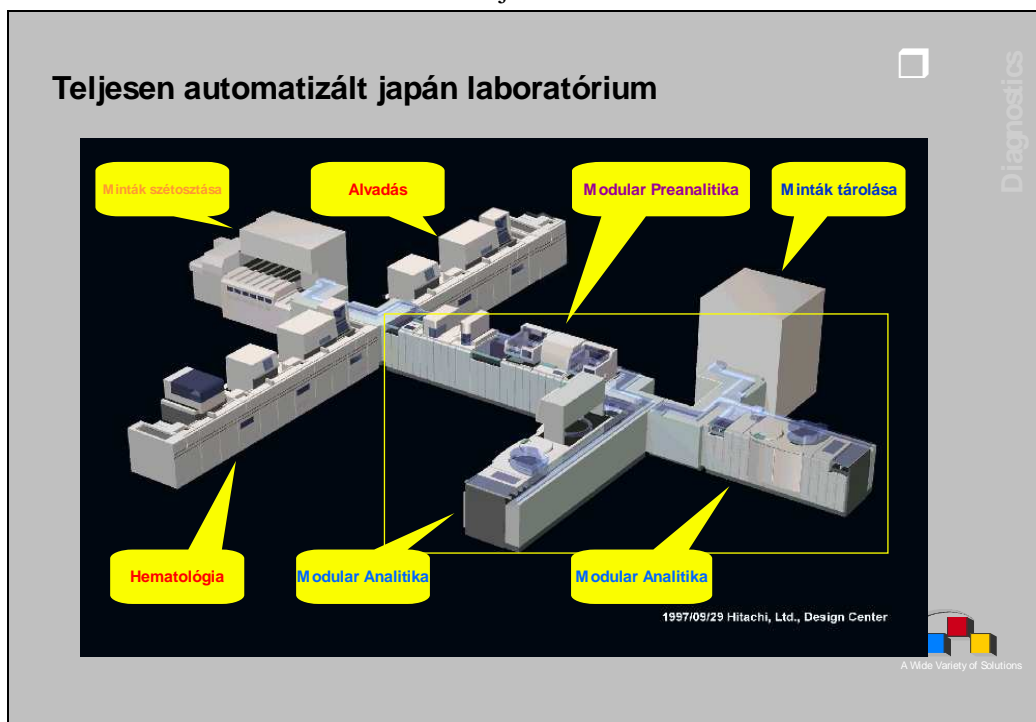 Teljesen automatizált japán laboratórium
Diagnostics
Minták szétosztása
Alvadás
Modular Preanalitika
Minták tárolása
Hematológia
Modular Analitika
Modular Analitika
1997/09/29 Hitachi, Ltd., Design Center
A Wide Variety of Solutions